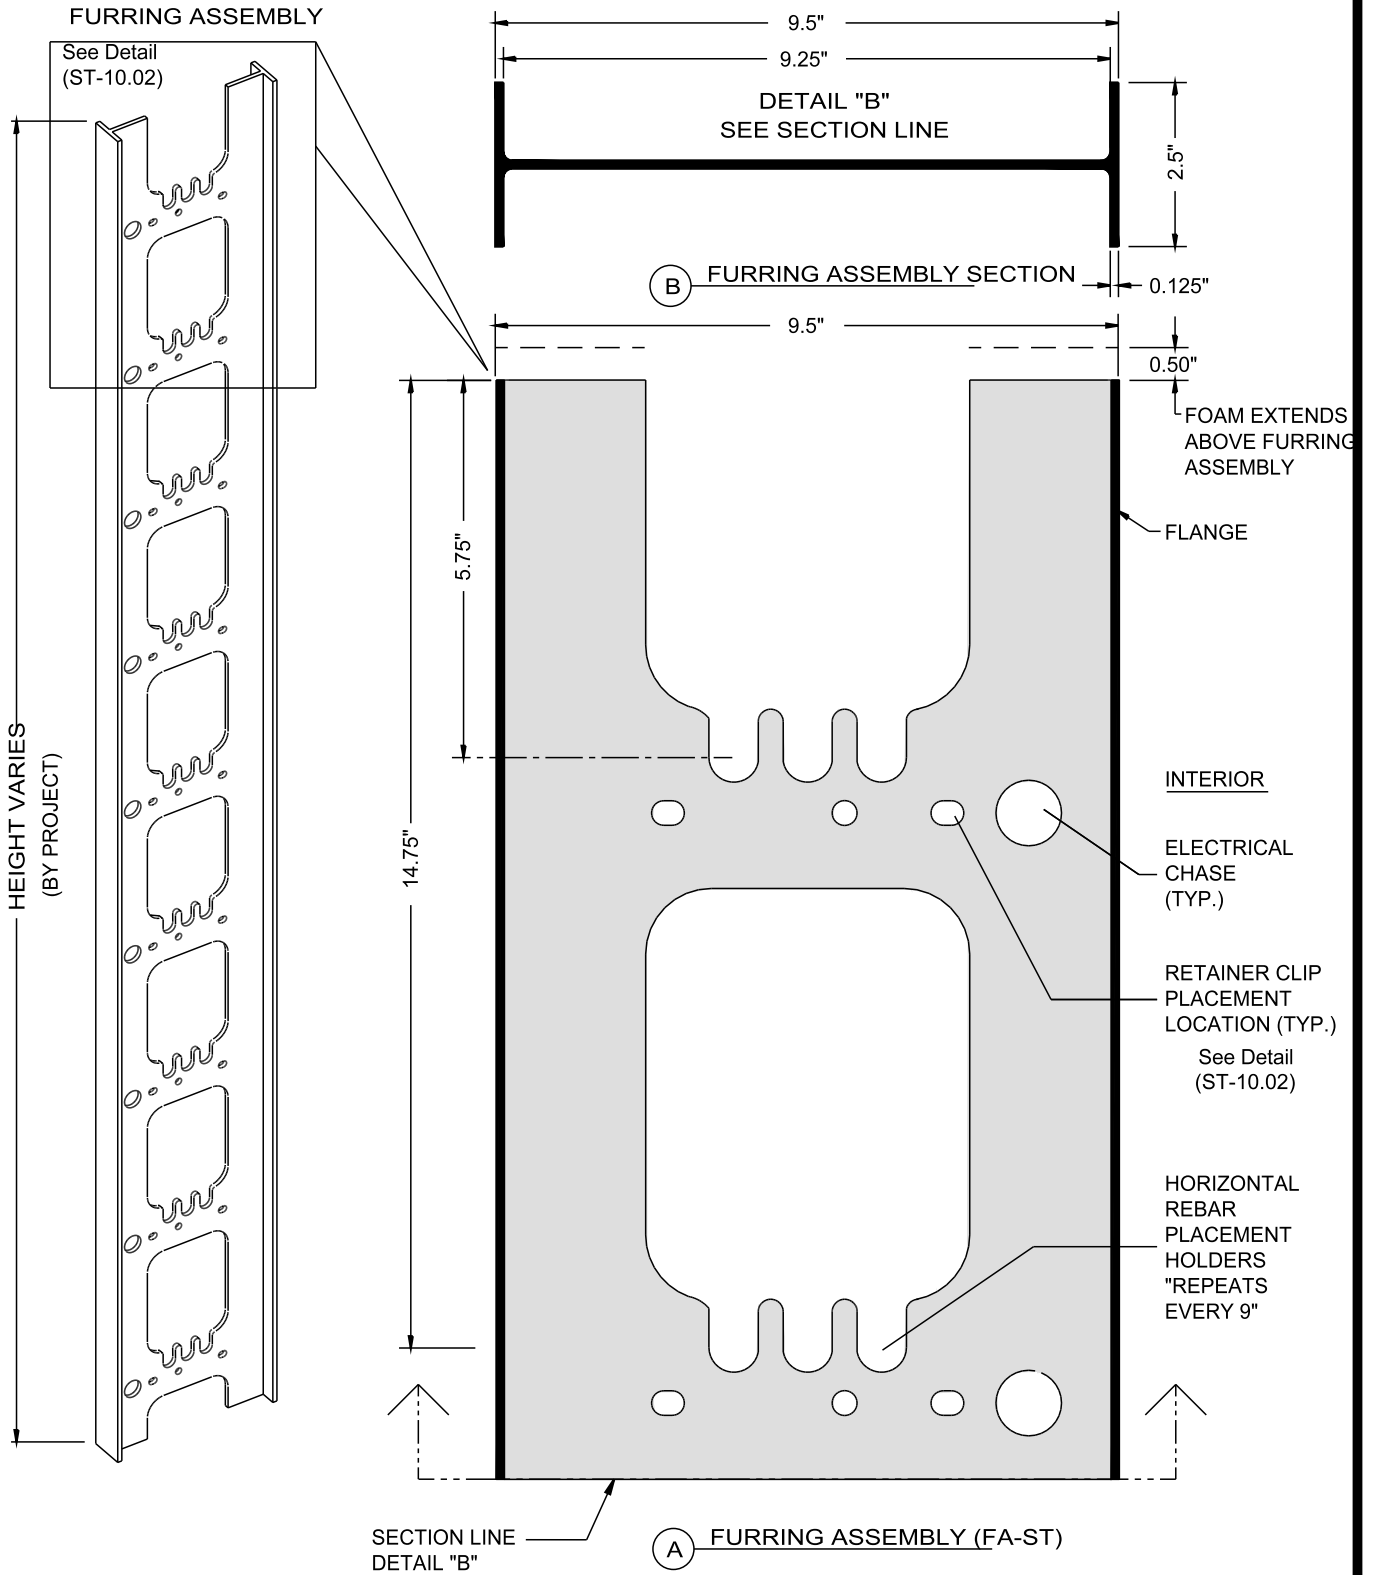 FURRING ASSEMBLY
See Detail
(ST-10.02)
HEIGHT VARIES
(BY PROJECT)
9.5"
9.25"
DETAIL "B"
SEE SECTION LINE
2.5"
B
FURRING ASSEMBLY SECTION
0.125"
9.5"
0.50"
FOAM EXTENDS
ABOVE FURRING
ASSEMBLY
FLANGE
5.75"
14.75"
INTERIOR
ELECTRICAL
CHASE
(TYP.)
RETAINER CLIP
PLACEMENT
LOCATION (TYP.)
See Detail
(ST-10.02)
HORIZONTAL
REBAR
PLACEMENT
HOLDERS
"REPEATS
EVERY 9"
SECTION LINE
DETAIL "B"
A
FURRING ASSEMBLY (FA-ST)